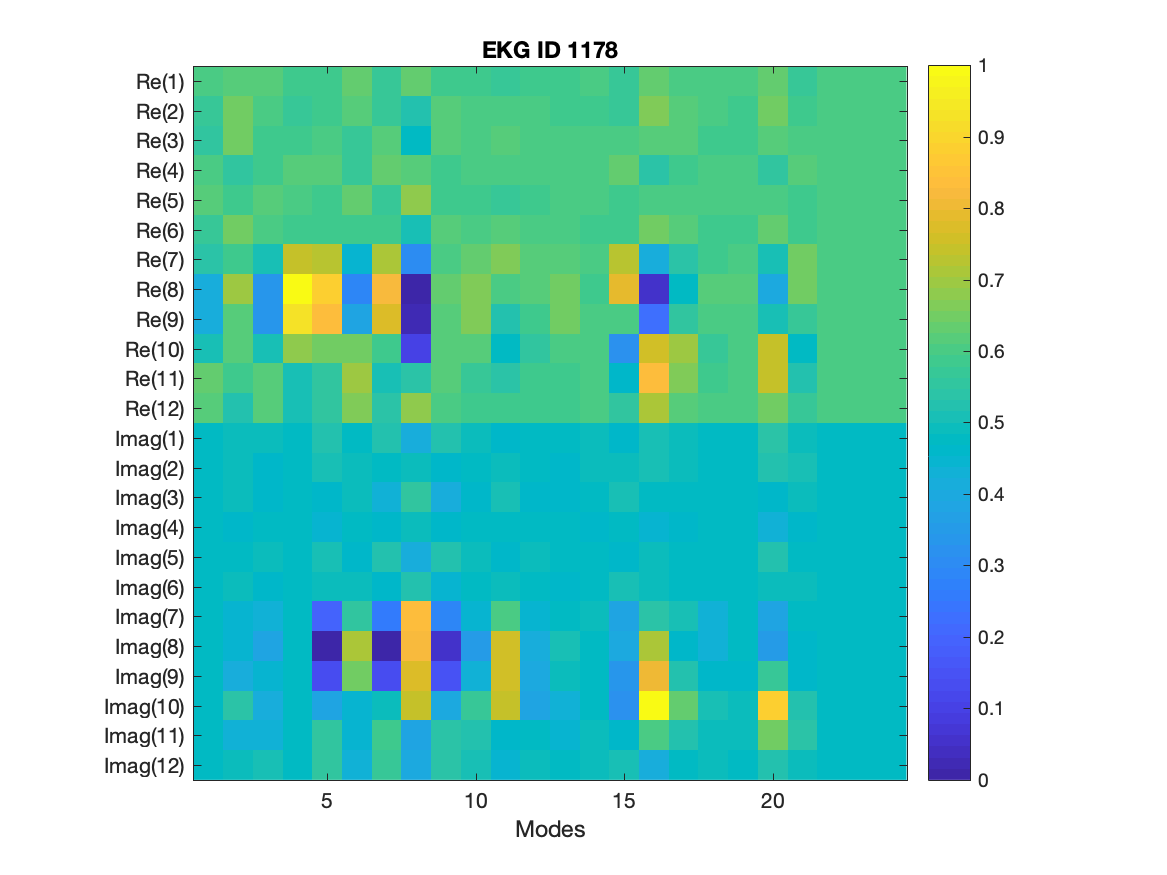 EKG ID 1178
Re(1)
Re(2)
Re(3)
Re(4)
Re(5)
Re(6)
Re(7)
Re(8)
Re(9)
Re(10)
Re(11)
Re(12)
Imag(1)
Imag(2)
Imag(3)
Imag(4)
Imag(5)
Imag(6)
Imag(7)
Imag(8)
Imag(9)
Imag(10)
Imag(11)
Imag(12)
5 10 15 20
Modes
1
0.9
0.8
0.7
0.6
0.5
0.4
0.3
0.2
0.1
0